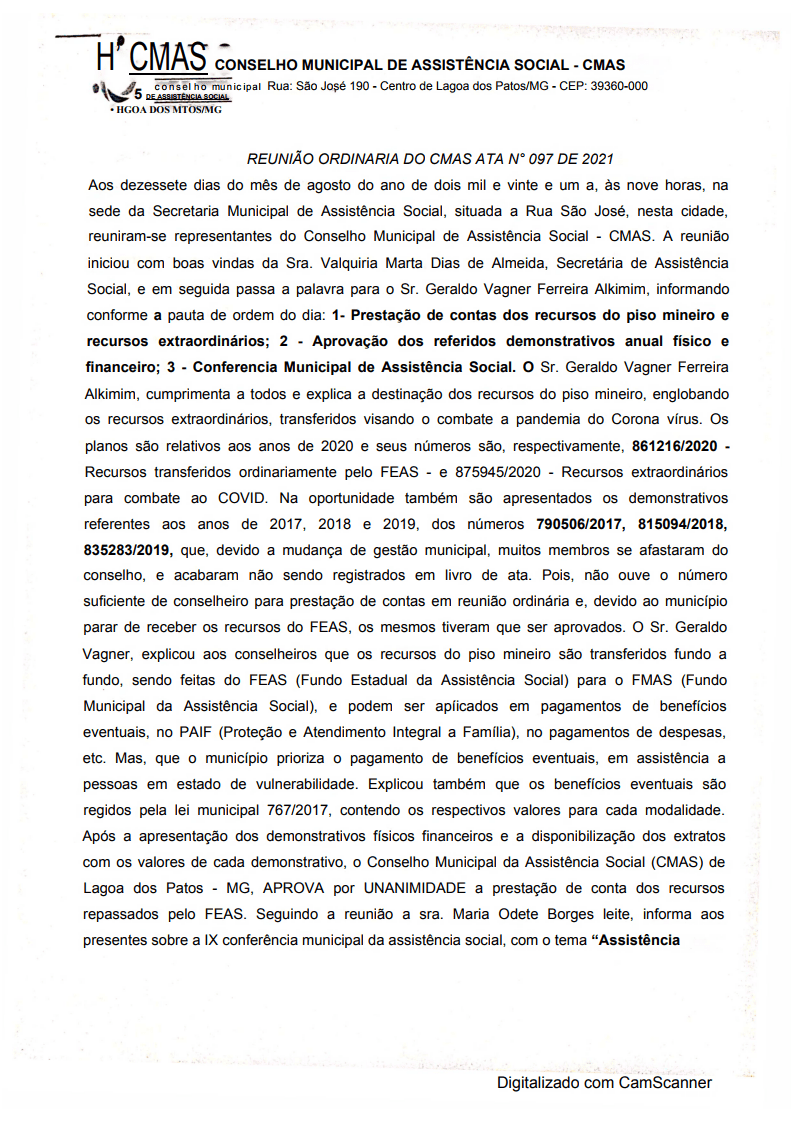 H' CMAS CONSELHO MUNICIPAL DE ASSISTÊNCIA SOCIAL - CMAS
5 conselho municipal Rua: São José 190 - Centro de Lagoa dos Patos/MG - CEP: 39360-000
DE ASSISTÊNCIA SOCIAL
• HGOA DOS MTOS/MG
REUNIÃO ORDINARIA DO CMAS ATA N° 097 DE 2021
Aos dezessete dias do mês de agosto do ano de dois mil e vinte e um a, às nove horas, na
sede da Secretaria Municipal de Assistência Social, situada a Rua São José, nesta cidade,
reuniram-se representantes do Conselho Municipal de Assistência Social - CMAS. A reunião
iniciou com boas vindas da Sra. Valquiria Marta Dias de Almeida, Secretária de Assistência
Social, e em seguida passa a palavra para o Sr. Geraldo Vagner Ferreira Alkimim, informando
conforme a pauta de ordem do dia: 1- Prestação de contas dos recursos do piso mineiro e
recursos extraordinários; 2 - Aprovação dos referidos demonstrativos anual físico e
financeiro; 3 - Conferencia Municipal de Assistência Social. O Sr. Geraldo Vagner Ferreira
Alkimim, cumprimenta a todos e explica a destinação dos recursos do piso mineiro, englobando
os recursos extraordinários, transferidos visando o combate a pandemia do Corona vírus. Os
planos são relativos aos anos de 2020 e seus números são, respectivamente, 861216/2020 -
Recursos transferidos ordinariamente pelo FEAS - e 875945/2020 - Recursos extraordinários
para combate ao COVID. Na oportunidade também são apresentados os demonstrativos
referentes aos anos de 2017, 2018 e 2019, dos números 790506/2017, 815094/2018,
835283/2019, que, devido a mudança de gestão municipal, muitos membros se afastaram do
conselho, e acabaram não sendo registrados em livro de ata. Pois, não ouve o número
suficiente de conselheiro para prestação de contas em reunião ordinária e, devido ao município
parar de receber os recursos do FEAS, os mesmos tiveram que ser aprovados. O Sr. Geraldo
Vagner, explicou aos conselheiros que os recursos do piso mineiro são transferidos fundo a
fundo, sendo feitas do FEAS (Fundo Estadual da Assistência Social) para o FMAS (Fundo
Municipal da Assistência Social), e podem ser apíicados em pagamentos de benefícios
eventuais, no PAIF (Proteção e Atendimento Integral a Família), no pagamentos de despesas,
etc. Mas, que o município prioriza o pagamento de benefícios eventuais, em assistência a
pessoas em estado de vulnerabilidade. Explicou também que os benefícios eventuais são
regidos pela lei municipal 767/2017, contendo os respectivos valores para cada modalidade.
Após a apresentação dos demonstrativos físicos financeiros e a disponibilização dos extratos
com os valores de cada demonstrativo, o Conselho Municipal da Assistência Social (CMAS) de
Lagoa dos Patos - MG, APROVA por UNANIMIDADE a prestação de conta dos recursos
repassados pelo FEAS. Seguindo a reunião a sra. Maria Odete Borges leite, informa aos
presentes sobre a IX conferência municipal da assistência social, com o tema “Assistência
Digitalizado com CamScanner